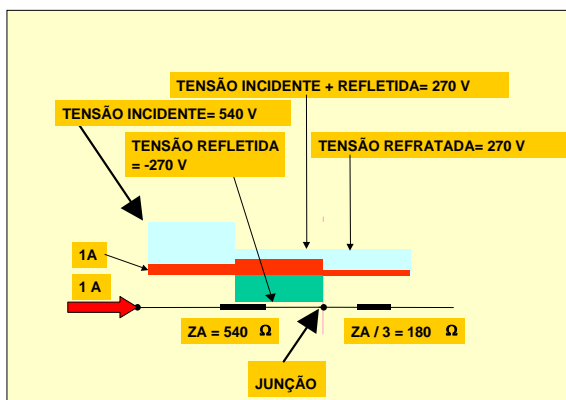 TENSÃO INCIDENTE + REFLETIDA= 270 V
TENSÃO INCIDENTE= 540 V
TENSÃO REFLETIDA
= -270 V
TENSÃO REFRATADA= 270 V
1A
1 A
ZA = 540 Ω
ZA / 3 = 180 Ω
JUNÇÃO